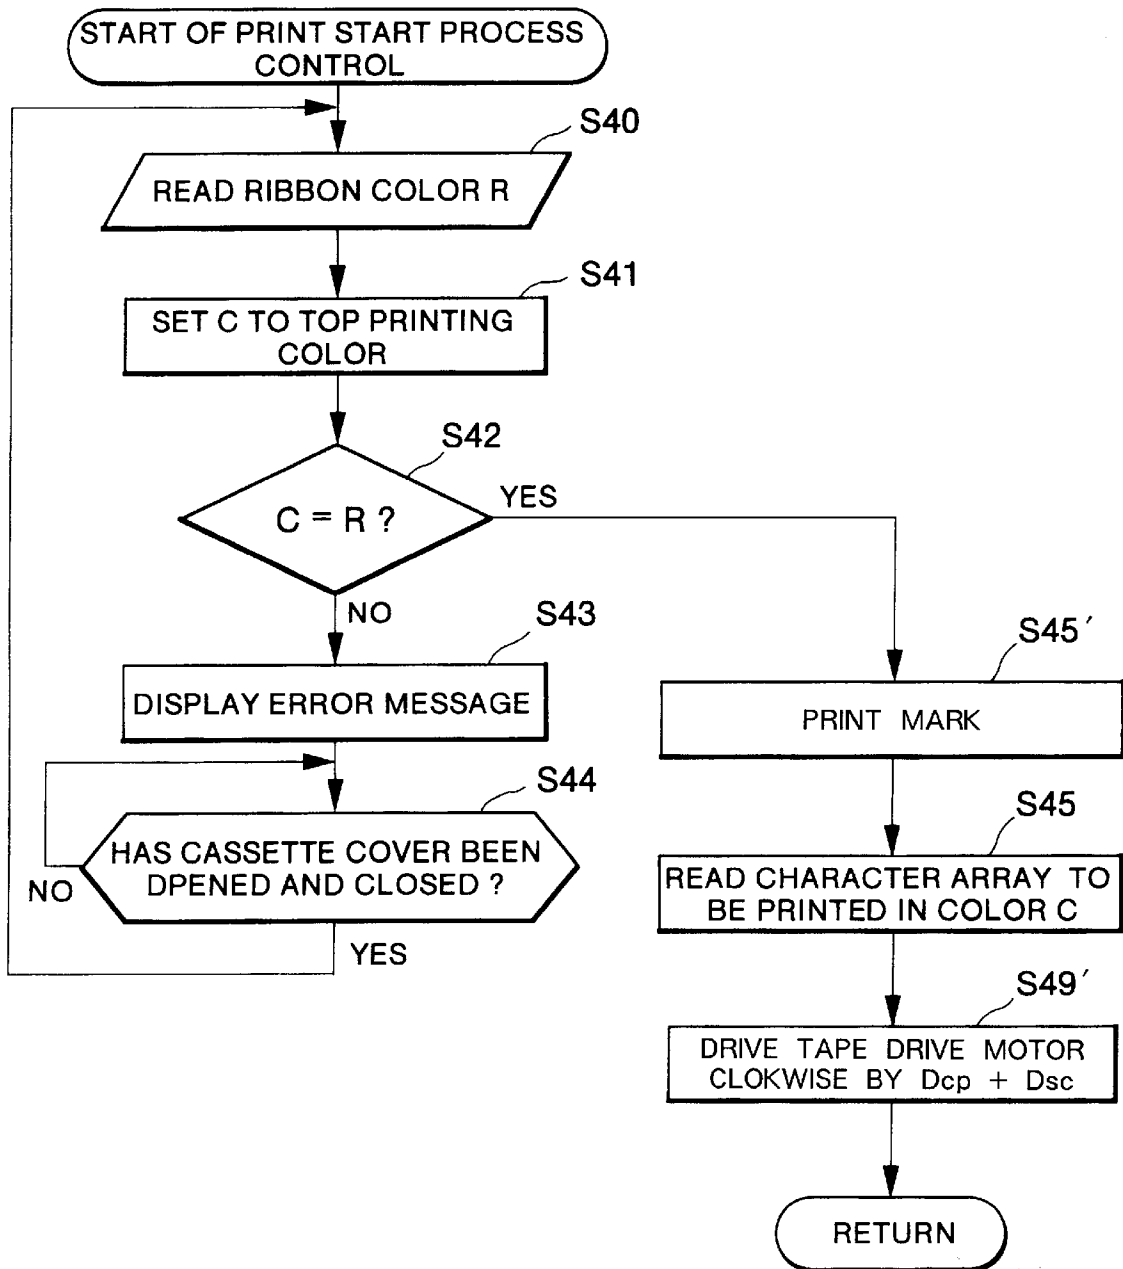 START OF PRINT START PROCESS
CONTROL
S40
READ RIBBON COLOR R
S41
SET C TO TOP PRINTING
COLOR
S42
C = R ?
YES
NO
S43
DISPLAY ERROR MESSAGE
S44
HAS CASSETTE COVER BEEN
DPENED AND CLOSED ?
NO
YES
S45′
PRINT MARK
S45
READ CHARACTER ARRAY TO
BE PRINTED IN COLOR C
S49′
DRIVE TAPE DRIVE MOTOR
CLOKWISE BY Dcp + Dsc
RETURN